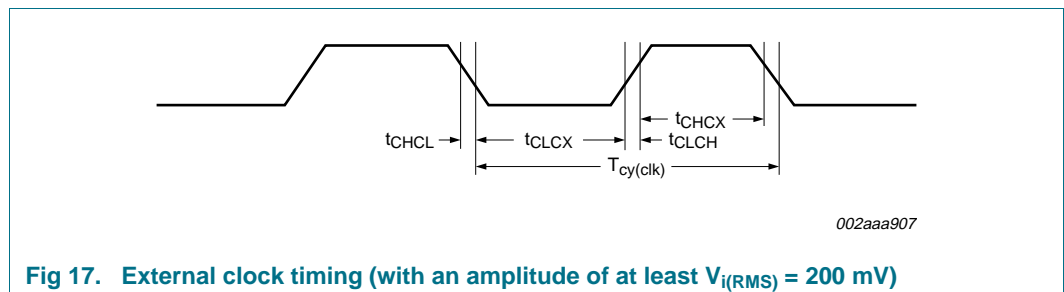 tCHCX
tCHCL tCLCX tCLCH
Tcy(clk)
002aaa907
Fig 17. External clock timing (with an amplitude of at least Vi(RMS) = 200 mV)